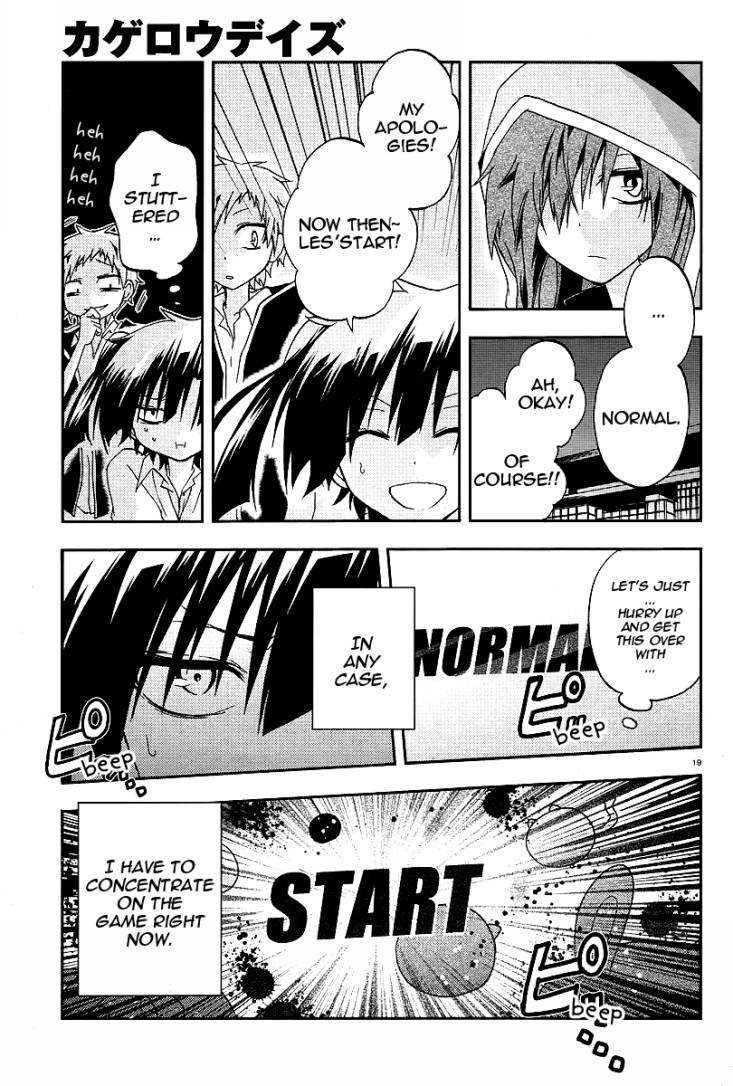 カゲロウデイズ
...
NORMAL.
AH,
OKAY!
OF
COURSE!!
MY
APOLO-
GIES!
NOW THEN~
LES'START!
I
STUTT-
ERED
...
heh
heh
heh
heh
LET'S JUST
...
HURRY UP
AND GET
THIS OVER
WITH
...
NORMAL
ピ
beep
IN
ANY
CASE,
ピ
beep
19
I HAVE TO
CONCENTRATE
ON THE
GAME RIGHT
NOW.
START
ピ
beep